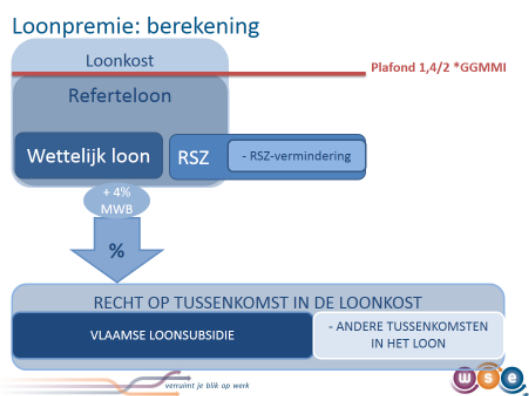 Loonpremie: berekening
Loonkost
Plafond 1,4/2 *GGMMI
Referteloon
Wettelijk loon
RSZ
- RSZ-vermindering
+ 4%
MWB
%
RECHT OP TUSSENKOMST IN DE LOONKOST
VLAAMSE LOONSUBSIDIE
- ANDERE TUSSENKOMSTEN
IN HET LOON
verruimt je blik op werk
wse